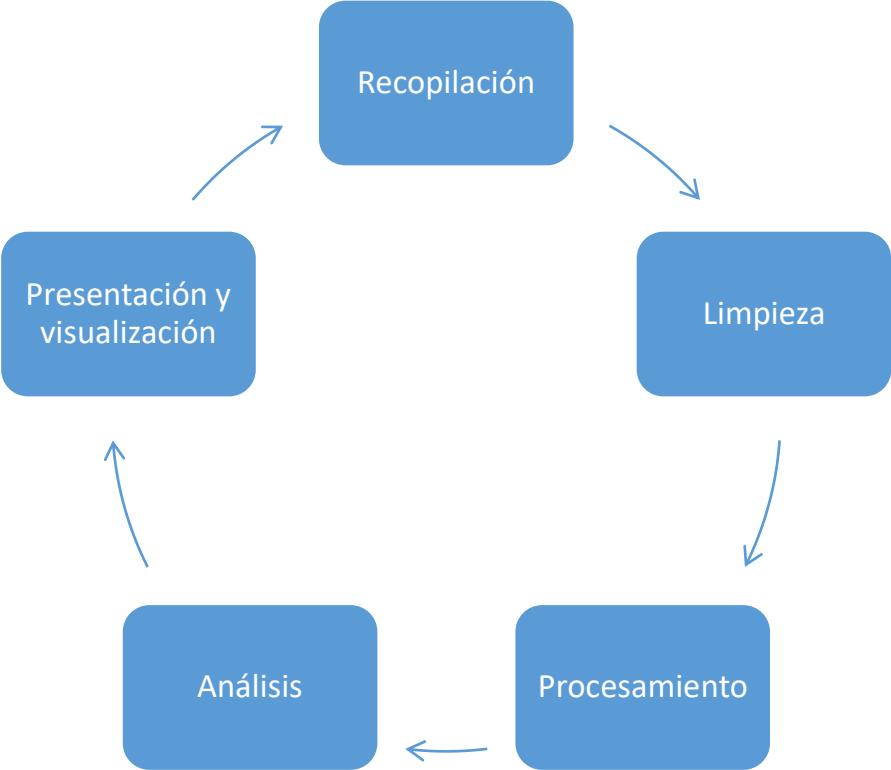 Recopilación
Limpieza
Procesamiento
Análisis
Presentación y
visualización